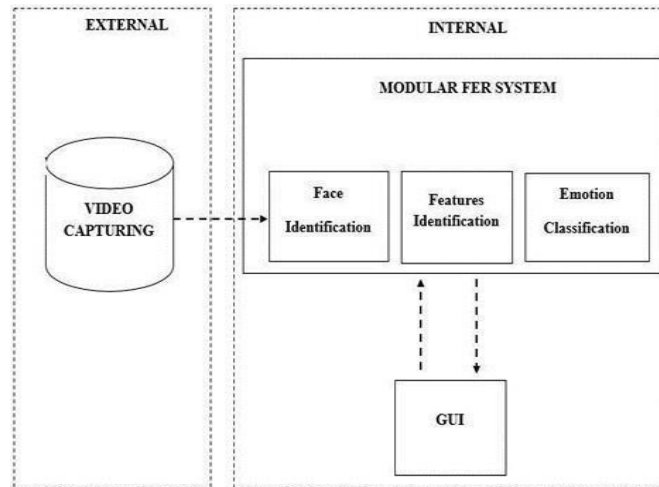 EXTERNAL
VIDEO
CAPTURING
INTERNAL
MODULAR FER SYSTEM
Face
Identification
Features
Identification
Emotion
Classification
GUI